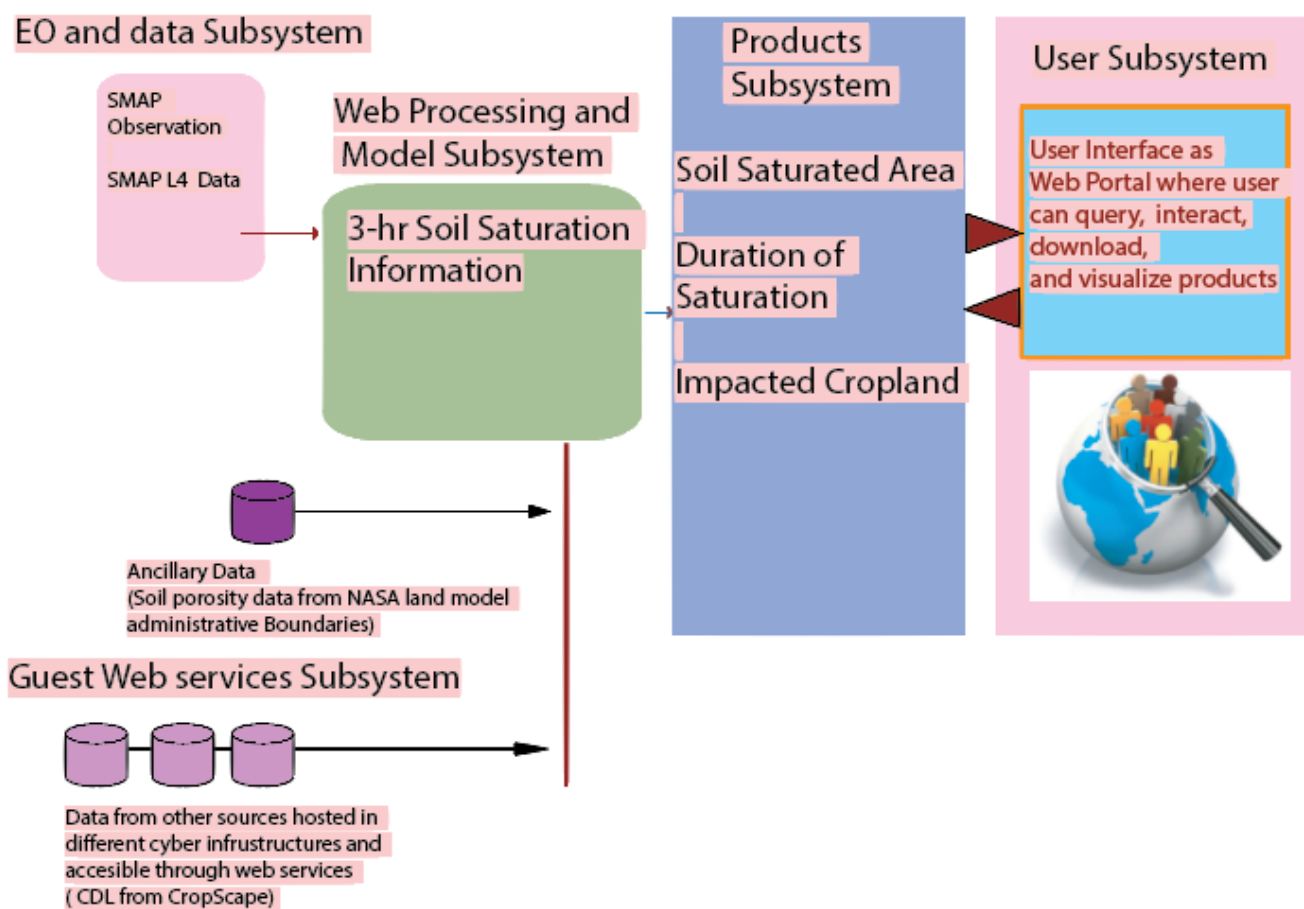 EO and data Subsystem
SMAP
Observation
SMAP L4 Data
Web Processing and
Model Subsystem
3-hr Soil Saturation
Information
Products
Subsystem
Soil Saturated Area
Duration of
Saturation
Impacted Cropland
User Subsystem
User Interface as
Web Portal where user
can query, interact,
download,
and visualize products
Ancillary Data
(Soil porosity data from NASA land model
administrative Boundaries)
Guest Web services Subsystem
Data from other sources hosted in
different cyber infrustructures and
accesible through web services
( CDL from CropScape)